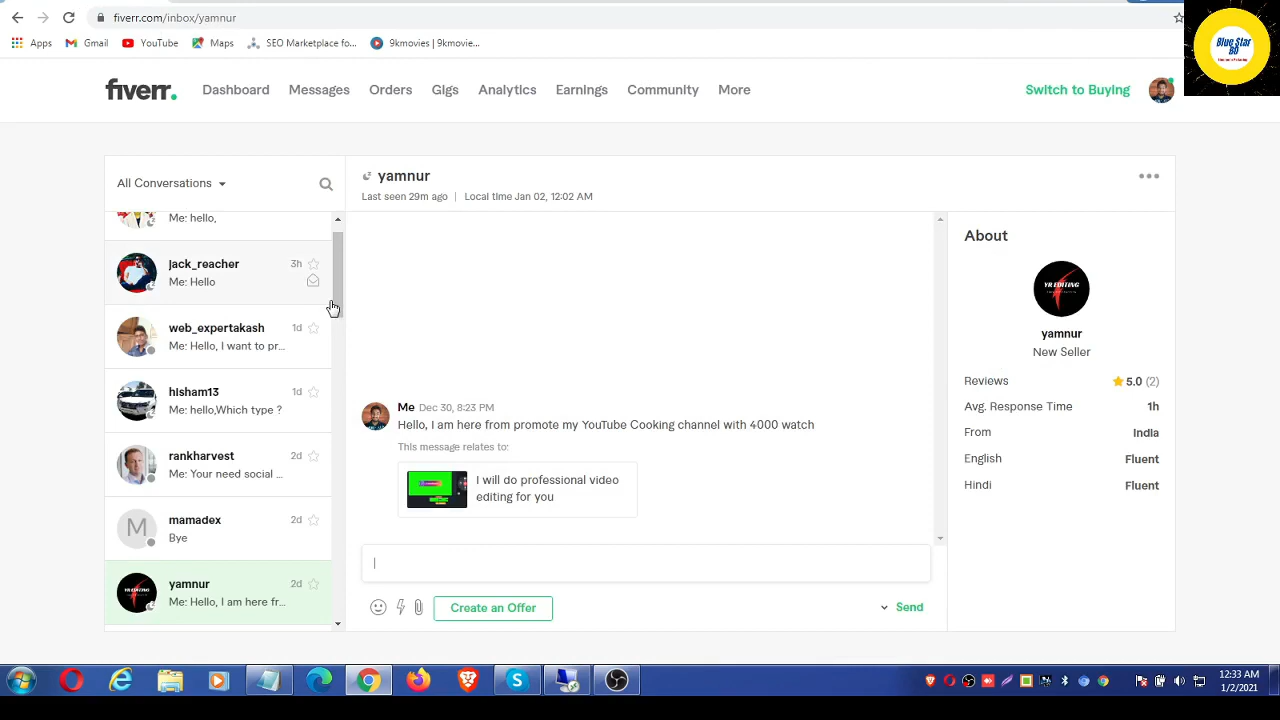 fiverr.com/inbox/yamnur
Apps
Gmail
YouTube
Maps
SEO Marketplace fo...
9kmovies | 9kmovie...
Blue Star
BD
fiverr.
Dashboard
Messages
Orders
Gigs
Analytics
Earnings
Community
More
Switch to Buying
All Conversations
yamnur
Last seen 29m ago | Local time Jan 02, 12:02 AM
Me: hello,
jack_reacher 3h
Me: Hello
web_expertakash 1d
Me: Hello, I want to pr...
hisham13 1d
Me: hello,Which type ?
rankharvest 2d
Me: Your need social ...
M
mamadex 2d
Bye
yamnur 2d
Me: Hello, I am here fr...
Me Dec 30, 8:23 PM
Hello, I am here from promote my YouTube Cooking channel with 4000 watch
This message relates to:
I will do professional video
editing for you
Create an Offer
Send
About
YR EDITING
yamnur
New Seller
Reviews 5.0 (2)
Avg. Response Time 1h
From India
English Fluent
Hindi Fluent
12:33 AM
1/2/2021